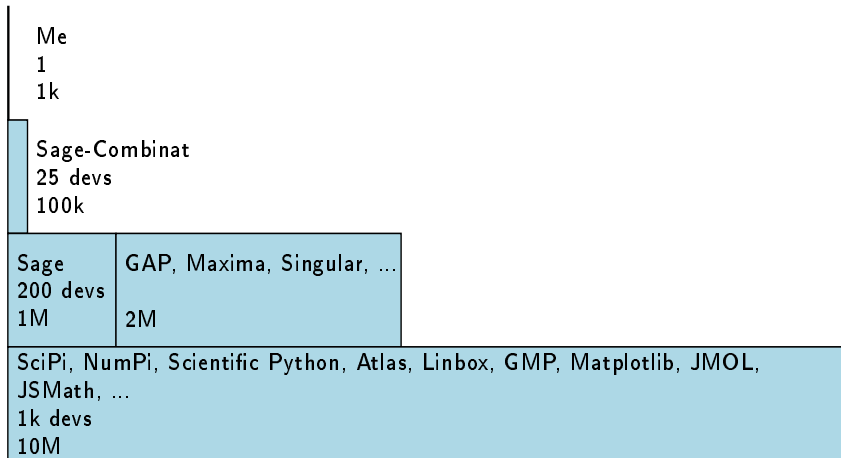 Me
1
1k
Sage-Combinat
25 devs
100k
Sage
200 devs
1M
GAP, Maxima, Singular, ...
2M
SciPi, NumPi, Scientific Python, Atlas, Linbox, GMP, Matplotlib, JMOL,
JSMath, ...
1k devs
10M